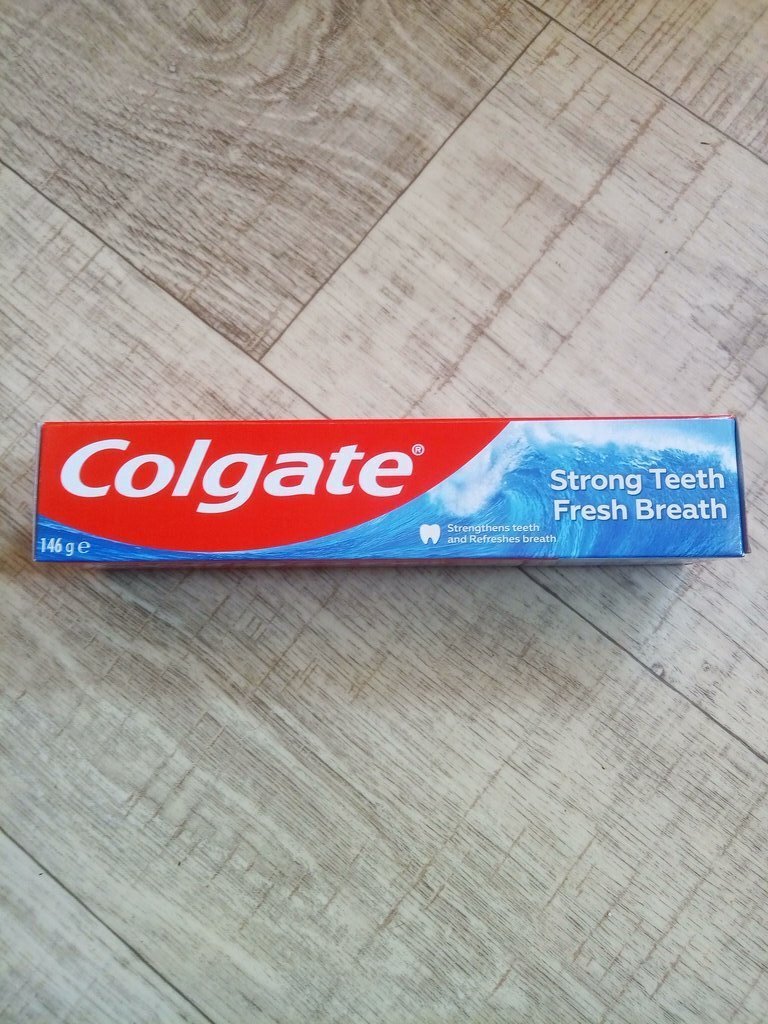 Colgate®
Strong Teeth
Fresh Breath
Strengthens teeth
and Refreshes breath
146 g ℮